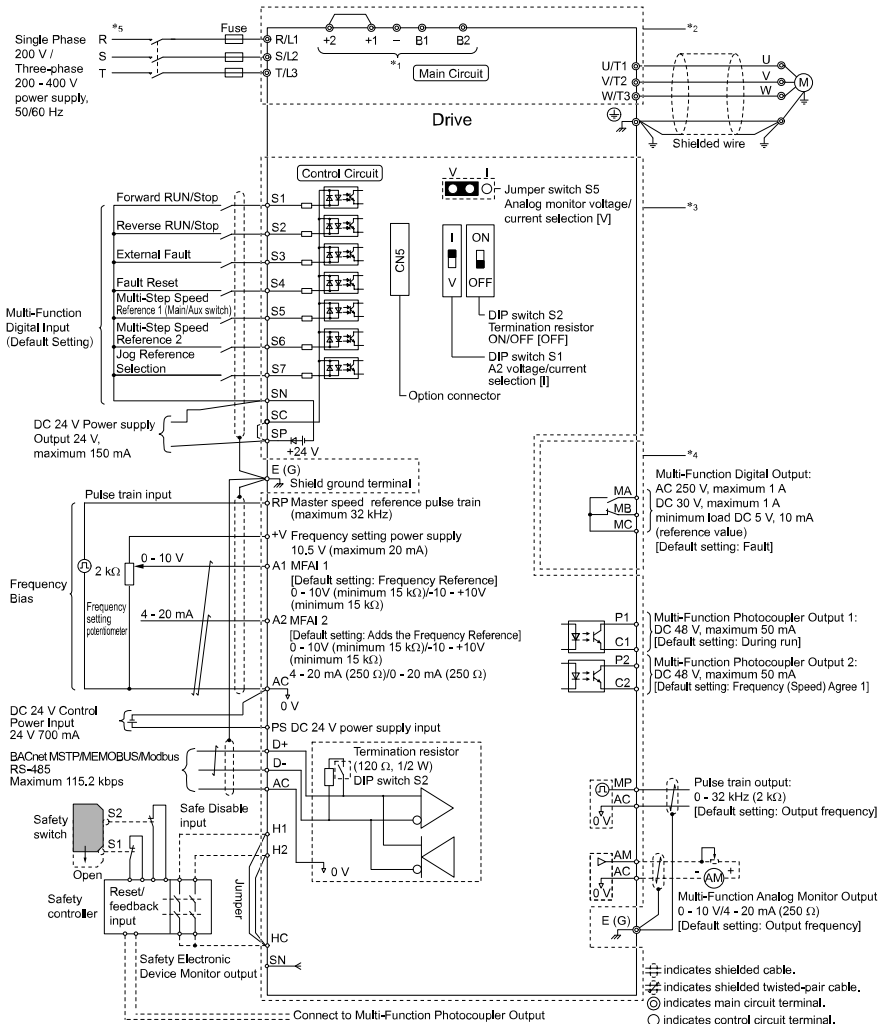 *5
Single Phase
200 V /
Three-phase
200 - 400 V
power supply,
50/60 Hz
R
S
T
Fuse
R/L1
S/L2
T/L3
+2
+1
−
B1
B2
*1
Main Circuit
*2
U/T1
V/T2
W/T3
U
V
W
M
Drive
Shielded wire
Control Circuit
Forward RUN/Stop
S1
Reverse RUN/Stop
S2
External Fault
S3
Fault Reset
S4
Multi-Step Speed
Reference 1 (Main/Aux switch)
S5
Multi-Step Speed
Reference 2
S6
Jog Reference
Selection
S7
Multi-Function
Digital Input
(Default Setting)
SN
SC
SP
+24 V
DC 24 V Power supply
Output 24 V,
maximum 150 mA
V
I
Jumper switch S5
Analog monitor voltage/
current selection [V]
*3
CN5
I
V
ON
OFF
DIP switch S2
Termination resistor
ON/OFF [OFF]
DIP switch S1
A2 voltage/current
selection [I]
Option connector
E (G)
Shield ground terminal
Pulse train input
RP Master speed reference pulse train
(maximum 32 kHz)
+V Frequency setting power supply
10.5 V (maximum 20 mA)
Frequency
Bias
2 kΩ
0 - 10 V
Frequency
setting
potentiometer
A1 MFAI 1
[Default setting: Frequency Reference]
0 - 10V (minimum 15 kΩ)/-10 - +10V
(minimum 15 kΩ)
4 - 20 mA
A2 MFAI 2
[Default setting: Adds the Frequency Reference]
0 - 10V (minimum 15 kΩ)/-10 - +10V
(minimum 15 kΩ)
4 - 20 mA (250 Ω)/0 - 20 mA (250 Ω)
AC
0 V
DC 24 V Control
Power Input
24 V 700 mA
PS DC 24 V power supply input
*4
MA
MB
MC
Multi-Function Digital Output:
AC 250 V, maximum 1 A
DC 30 V, maximum 1 A
minimum load DC 5 V, 10 mA
(reference value)
[Default setting: Fault]
P1
C1
Multi-Function Photocoupler Output 1:
DC 48 V, maximum 50 mA
[Default setting: During run]
P2
C2
Multi-Function Photocoupler Output 2:
DC 48 V, maximum 50 mA
[Default setting: Frequency (Speed) Agree 1]
BACnet MSTP/MEMOBUS/Modbus
RS-485
Maximum 115.2 kbps
D+
D-
AC
Termination resistor
(120 Ω, 1/2 W)
DIP switch S2
0 V
MP
AC
0 V
Pulse train output:
0 - 32 kHz (2 kΩ)
[Default setting: Output frequency]
AM
AC
0 V
-
AM
+
Multi-Function Analog Monitor Output
0 - 10 V/4 - 20 mA (250 Ω)
[Default setting: Output frequency]
E (G)
Safety
switch
S2
S1
Open
Safe Disable
input
H1
H2
Jumper
HC
Safety
controller
Reset/
feedback
input
Safety Electronic
Device Monitor output
SN
Connect to Multi-Function Photocoupler Output
indicates shielded cable.
indicates shielded twisted-pair cable.
indicates main circuit terminal.
indicates control circuit terminal.